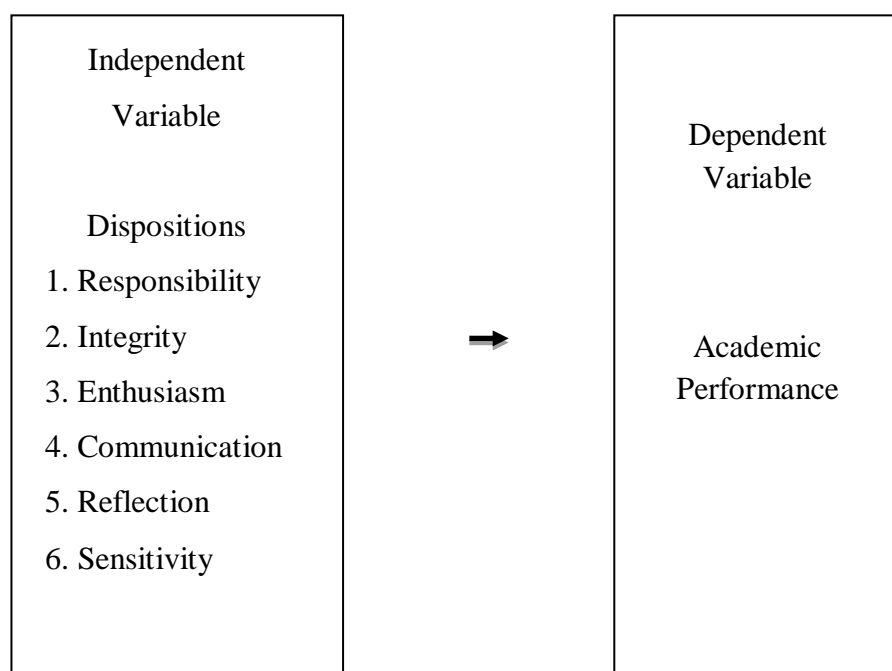 Independent
Variable
Dispositions
1. Responsibility
2. Integrity
3. Enthusiasm
4. Communication
5. Reflection
6. Sensitivity
Dependent
Variable
Academic
Performance